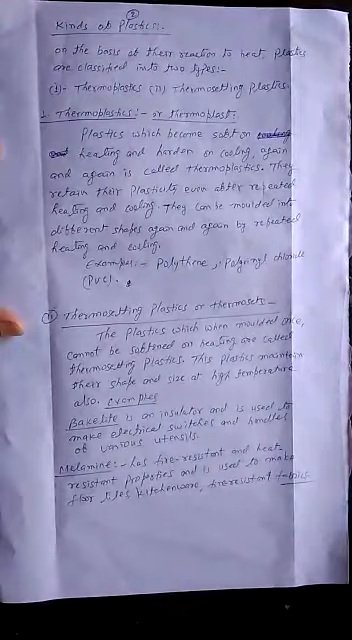 2
Kinds of Plastics:-
on the basis of their reaction to heat, Plastics
are classified into two types:-
(I)- Thermoplastics (II) Thermosetting Plastics.
1. Thermoplastics:- or thermoplast:-
Plastics which become soft on
heating and harden on cooling, again
and again is called thermoplastics. They
retain their Plasticity even after repeated
heating and cooling. They can be moulded into
different shapes again and again by repeated
heating and cooling.
Example:- Polythene, Polyvinyl chloride
(PVC).
II Thermosetting Plastics or thermosets-
The Plastics which when moulded once,
cannot be softened on heating are called
thermosetting Plastics. This plastics maintain
their shape and size at high temperature
also. examples
Bakelite is an insulator and is used to
make electrical switches and handles
of various utensils.
Melamine:- has fire-resistant and heat-
resistant properties and is used to make
floor tiles kitchenware, fireresistant fabrics